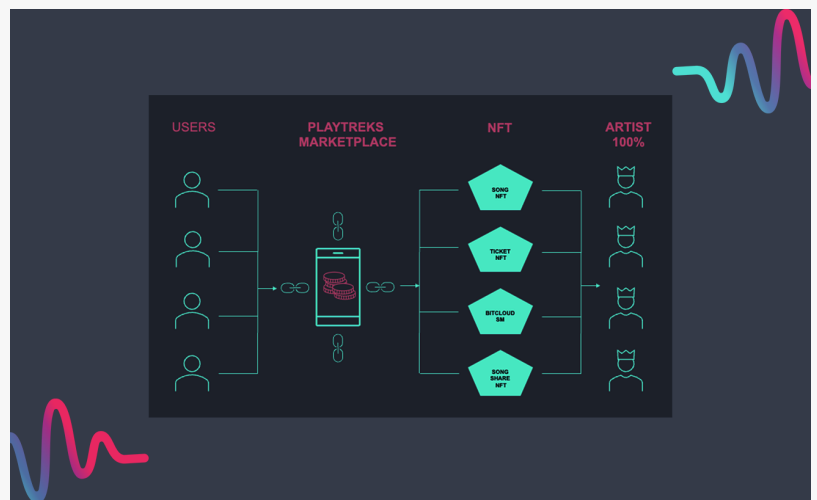 USERS
PLAYTREKS
MARKETPLACE
NFT
ARTIST
100%
SONG
NFT
TICKET
NFT
BITCLOUD
SM
SONG
SHARE
NFT